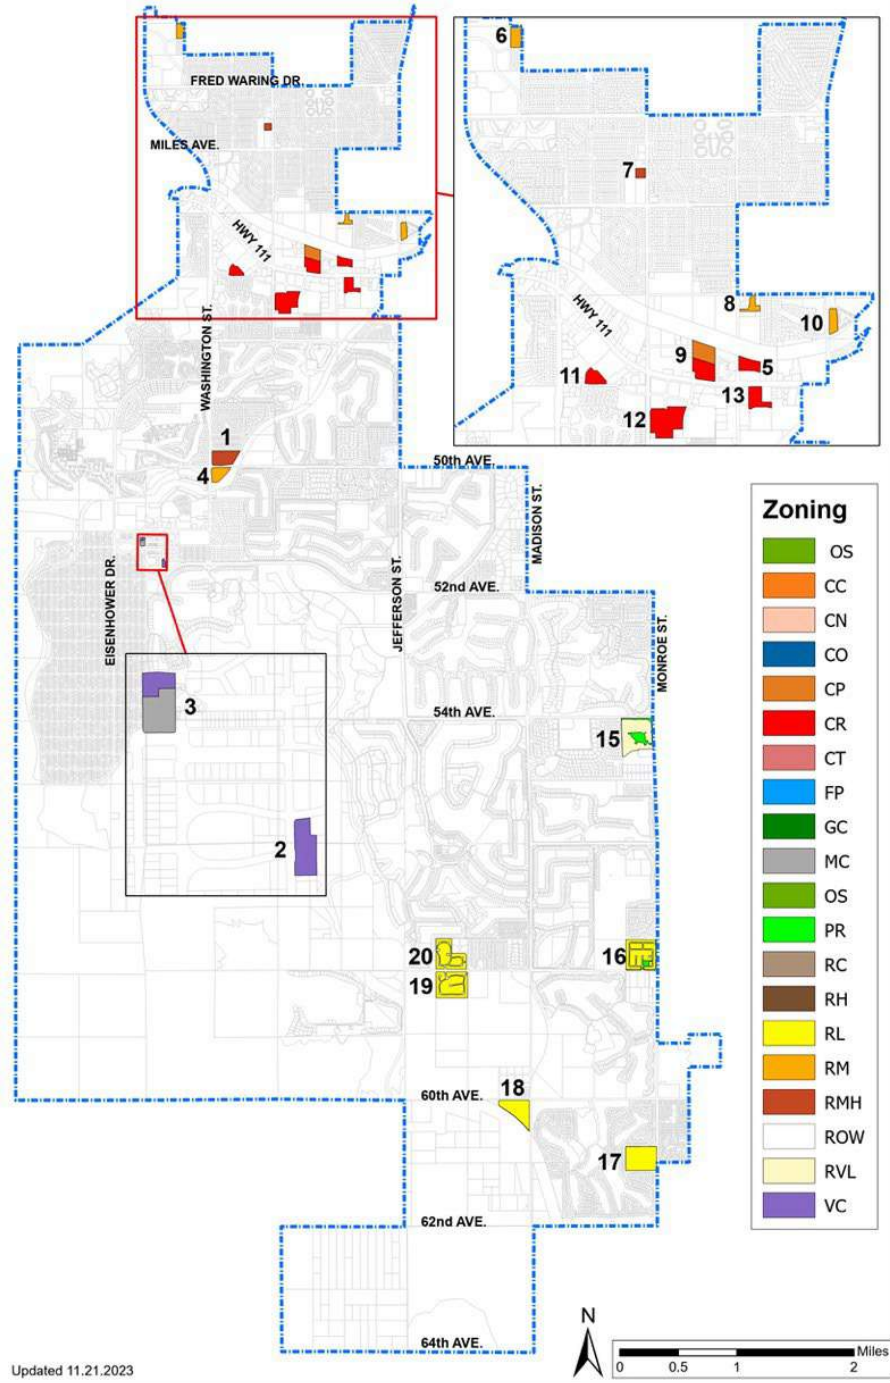 FRED WARING DR.
MILES AVE.
HWY 111
WASHINGTON ST.
6
7
HWY 111
8
10
9
5
11
13
12
1
4
50th AVE.
MADISON ST.
EISENHOWER DR.
JEFFERSON ST.
52nd AVE.
MONROE ST.
3
54th AVE.
15
2
20
16
19
18
60th AVE.
17
62nd AVE.
64th AVE.
Zoning
OS
CC
CN
CO
CP
CR
CT
FP
GC
MC
OS
PR
RC
RH
RL
RM
RMH
ROW
RVL
VC
N
Miles
0 0.5 1 2
Updated 11.21.2023